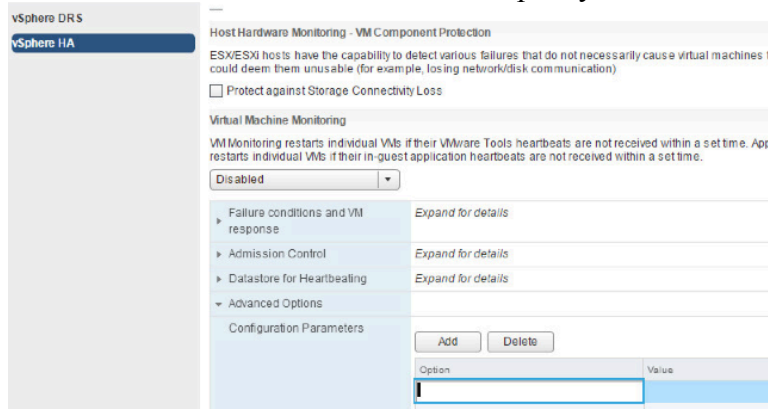 vSphere DRS
vSphere HA
Host Hardware Monitoring - VM Component Protection
ESX/ESXi hosts have the capability to detect various failures that do not necessarily cause virtual machines
could deem them unusable (for example, losing network/disk communication)
Protect against Storage Connectivity Loss
Virtual Machine Monitoring
VM Monitoring restarts individual VMs if their VMware Tools heartbeats are not received within a set time. App
restarts individual VMs if their in-guest application heartbeats are not received within a set time.
Disabled
Failure conditions and VM response Expand for details
Admission Control Expand for details
Datastore for Heartbeating Expand for details
Advanced Options
Configuration Parameters
Add Delete
Option Value